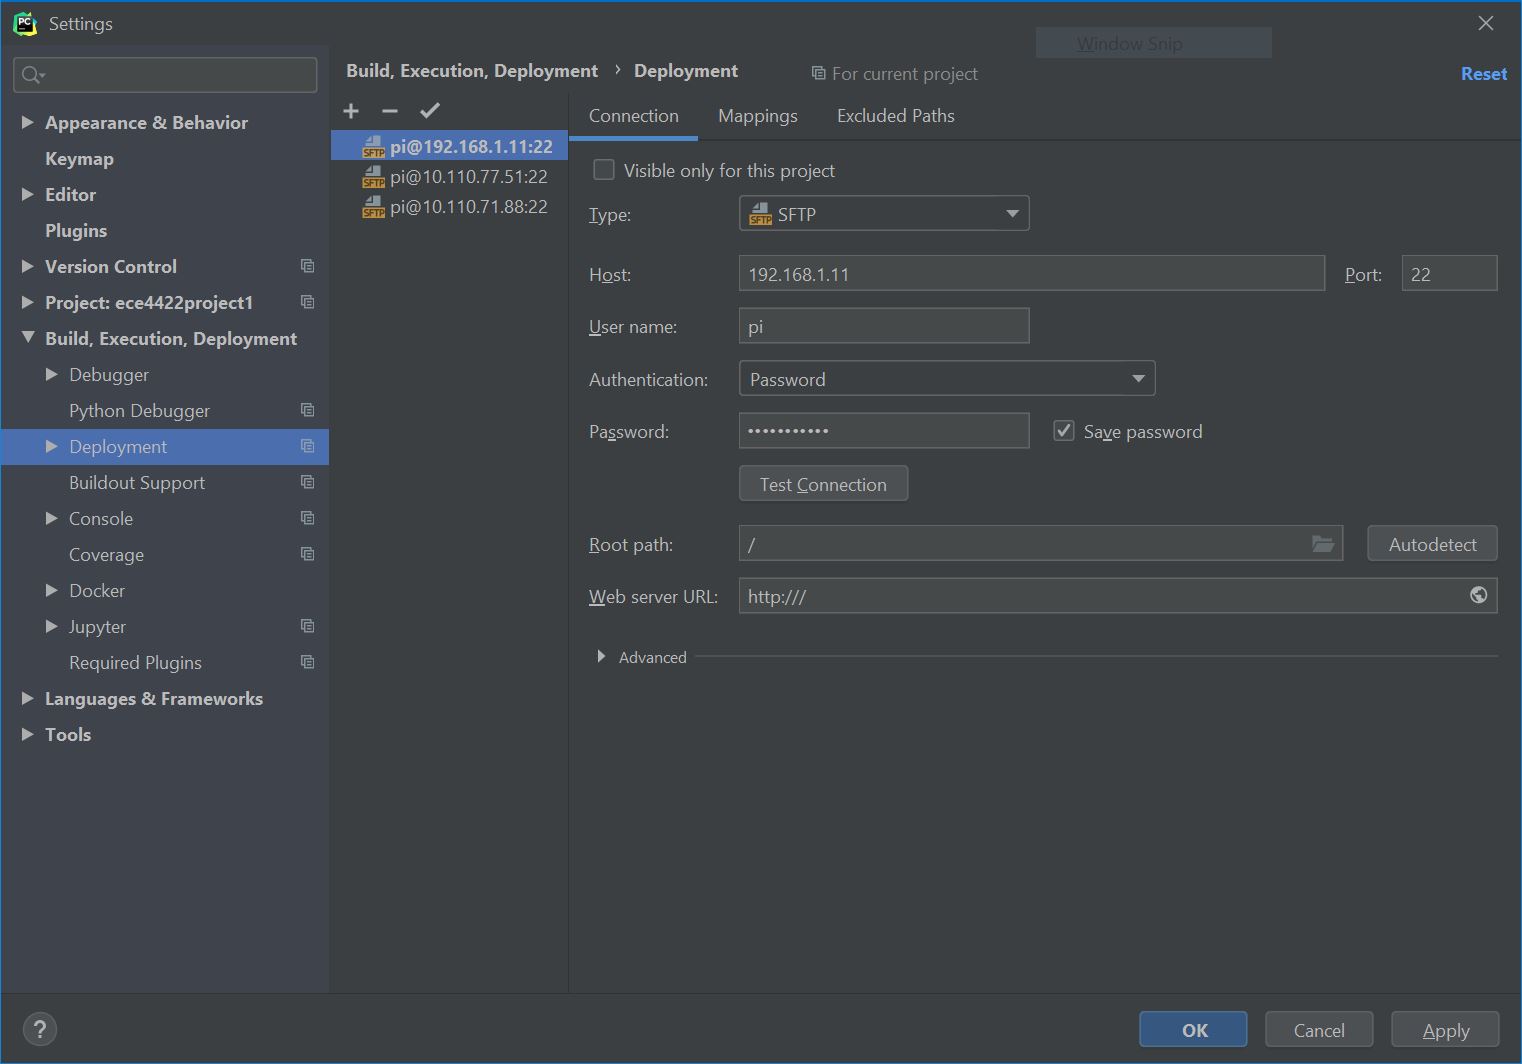 PC
Settings
Window Snip
Build, Execution, Deployment › Deployment
For current project
Reset
Appearance & Behavior
Keymap
Editor
Plugins
Version Control
Project: ece4422project1
Build, Execution, Deployment
Debugger
Python Debugger
Deployment
Buildout Support
Console
Coverage
Docker
Jupyter
Required Plugins
Languages & Frameworks
Tools
SFTP pi@192.168.1.11:22
SFTP pi@10.110.77.51:22
SFTP pi@10.110.71.88:22
Connection Mappings Excluded Paths
Visible only for this project
Type: SFTP SFTP
Host: 192.168.1.11 Port: 22
User name: pi
Authentication: Password
Password: ••••••••••• Save password
Test Connection
Root path: / Autodetect
Web server URL: http:///
Advanced
? OK Cancel Apply